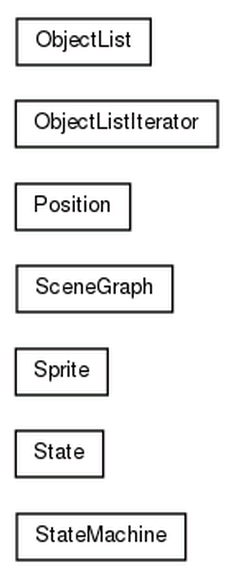 ObjectList
ObjectListIterator
Position
SceneGraph
Sprite
State
StateMachine